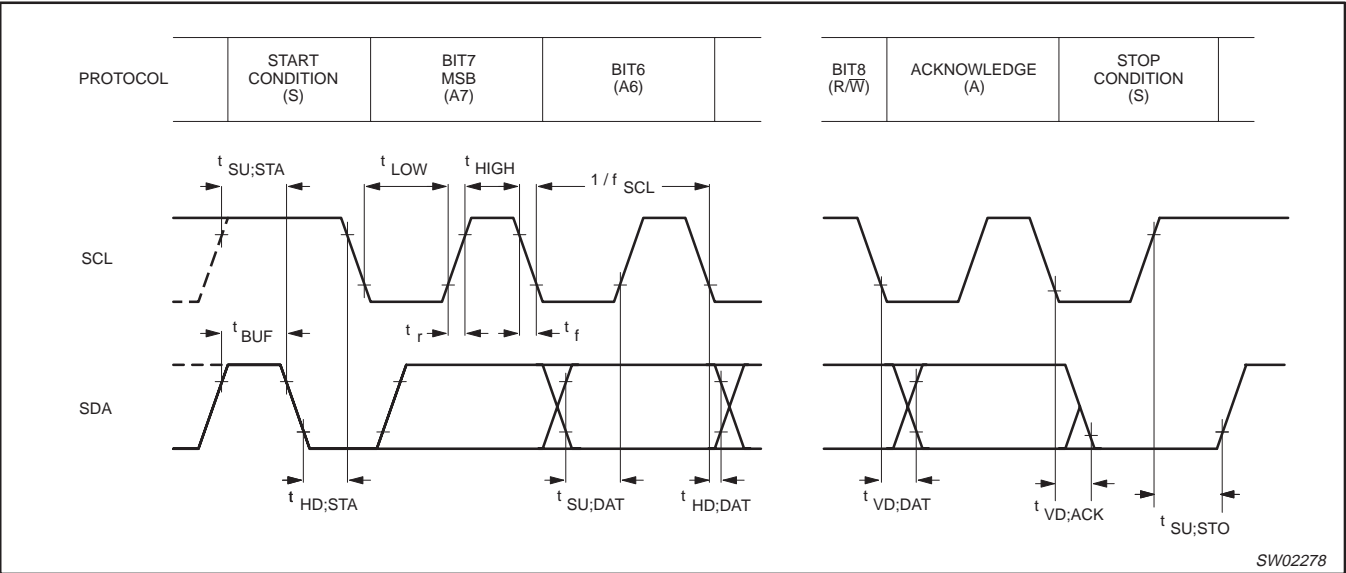 PROTOCOL
START
CONDITION
(S)
BIT7
MSB
(A7)
BIT6
(A6)
BIT8
(R/W̅)
ACKNOWLEDGE
(A)
STOP
CONDITION
(S)
t SU;STA
t LOW
t HIGH
1 / f SCL
SCL
t BUF
t r
t f
SDA
t HD;STA
t SU;DAT
t HD;DAT
t VD;DAT
t VD;ACK
t SU;STO
SW02278